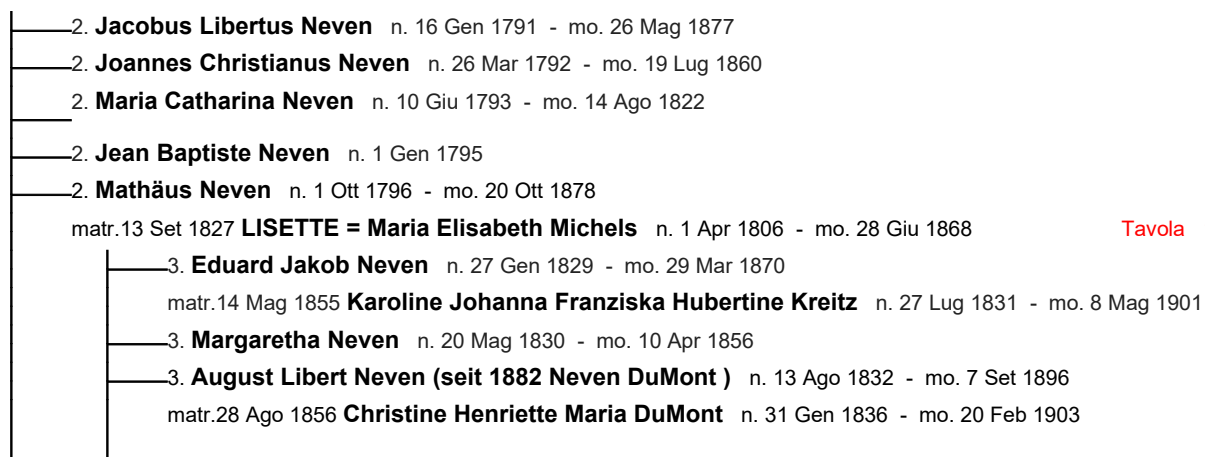 2. Jacobus Libertus Neven n. 16 Gen 1791 - mo. 26 Mag 1877
2. Joannes Christianus Neven n. 26 Mar 1792 - mo. 19 Lug 1860
2. Maria Catharina Neven n. 10 Giu 1793 - mo. 14 Ago 1822
2. Jean Baptiste Neven n. 1 Gen 1795
2. Mathäus Neven n. 1 Ott 1796 - mo. 20 Ott 1878
matr.13 Set 1827 LISETTE = Maria Elisabeth Michels n. 1 Apr 1806 - mo. 28 Giu 1868 Tavola
3. Eduard Jakob Neven n. 27 Gen 1829 - mo. 29 Mar 1870
matr.14 Mag 1855 Karoline Johanna Franziska Hubertine Kreitz n. 27 Lug 1831 - mo. 8 Mag 1901
3. Margaretha Neven n. 20 Mag 1830 - mo. 10 Apr 1856
3. August Libert Neven (seit 1882 Neven DuMont ) n. 13 Ago 1832 - mo. 7 Set 1896
matr.28 Ago 1856 Christine Henriette Maria DuMont n. 31 Gen 1836 - mo. 20 Feb 1903